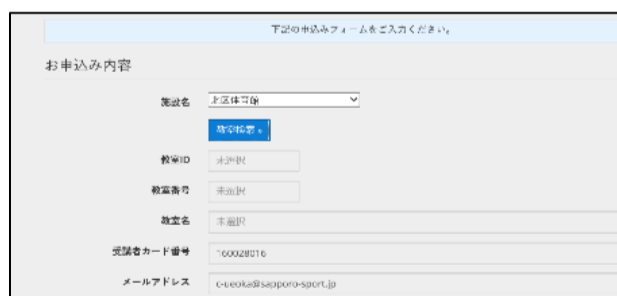 下記の申込みフォームをご入力ください。
お申込み内容
施設名 北区体育館
教室検索
教室ID 未選択
教室番号 未選択
教室名 未選択
受講者カード番号 160028016
メールアドレス c-ueoka@sapporo-sport.jp